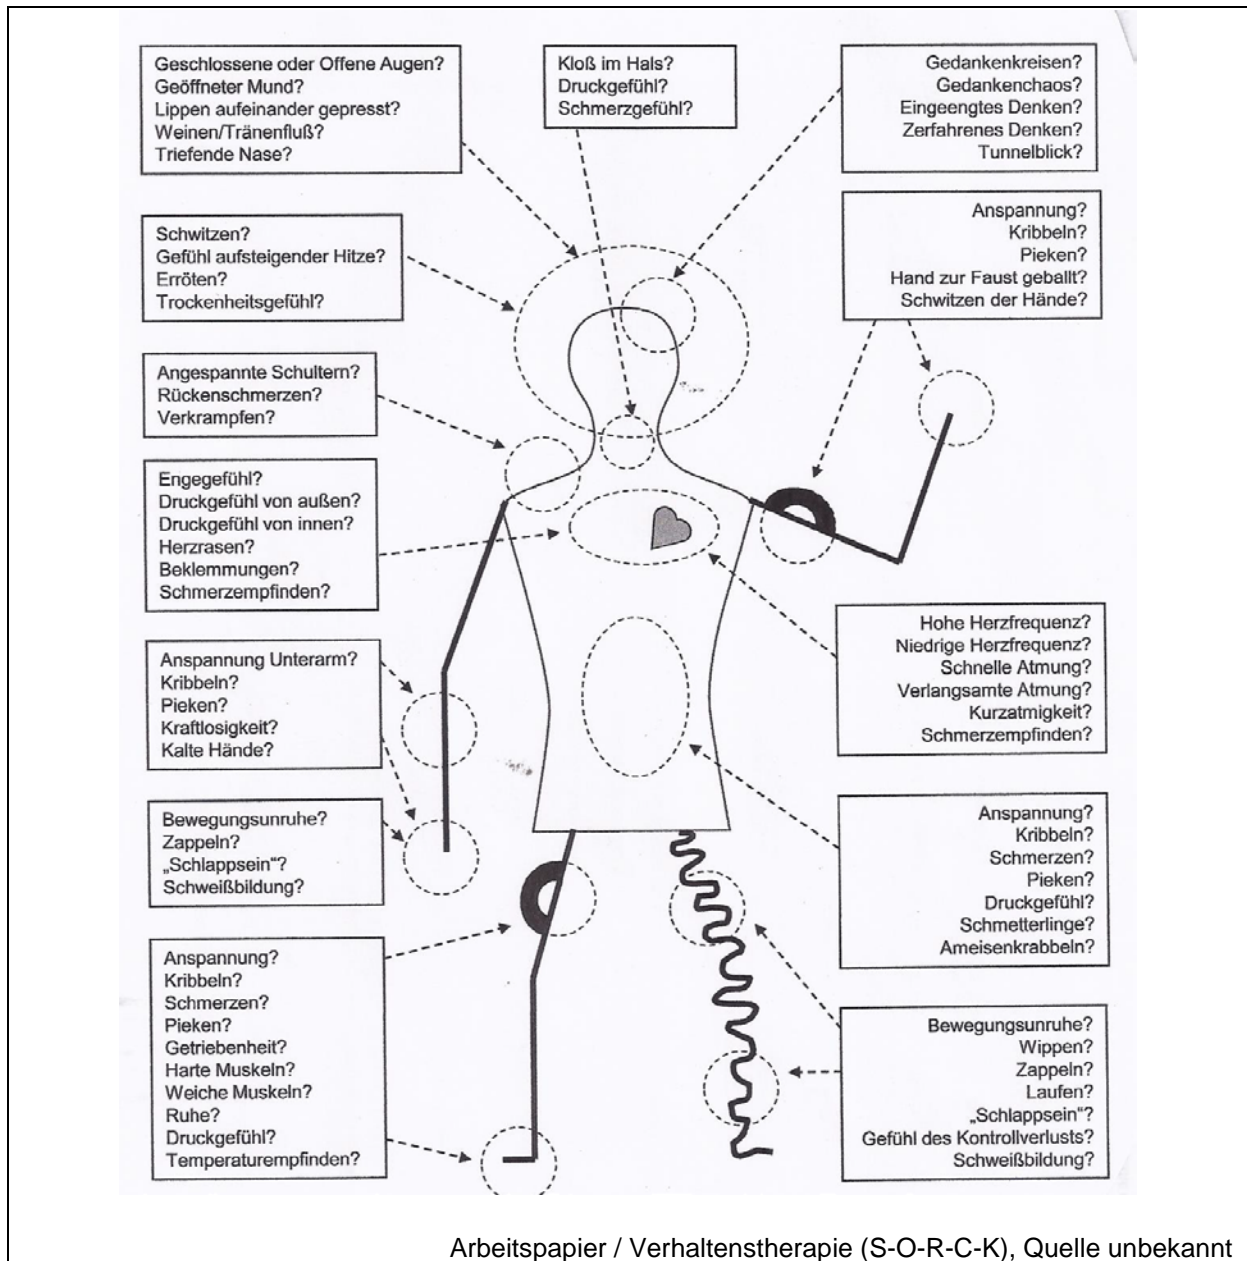 Geschlossene oder Offene Augen?
Geöffneter Mund?
Lippen aufeinander gepresst?
Weinen/Tränenfluß?
Triefende Nase?
Kloß im Hals?
Druckgefühl?
Schmerzgefühl?
Gedankenkreisen?
Gedankenchaos?
Eingeengtes Denken?
Zerfahrenes Denken?
Tunnelblick?
Schwitzen?
Gefühl aufsteigender Hitze?
Erröten?
Trockenheitsgefühl?
Anspannung?
Kribbeln?
Pieken?
Hand zur Faust geballt?
Schwitzen der Hände?
Angespannte Schultern?
Rückenschmerzen?
Verkrampfen?
Engegefühl?
Druckgefühl von außen?
Druckgefühl von innen?
Herzrasen?
Beklemmungen?
Schmerzempfinden?
Hohe Herzfrequenz?
Niedrige Herzfrequenz?
Schnelle Atmung?
Verlangsamte Atmung?
Kurzatmigkeit?
Schmerzempfinden?
Anspannung Unterarm?
Kribbeln?
Pieken?
Kraftlosigkeit?
Kalte Hände?
Bewegungsunruhe?
Zappeln?
„Schlappsein“?
Schweißbildung?
Anspannung?
Kribbeln?
Schmerzen?
Pieken?
Druckgefühl?
Schmetterlinge?
Ameisenkrabbeln?
Anspannung?
Kribbeln?
Schmerzen?
Pieken?
Getriebenheit?
Harte Muskeln?
Weiche Muskeln?
Ruhe?
Druckgefühl?
Temperaturempfinden?
Bewegungsunruhe?
Wippen?
Zappeln?
Laufen?
„Schlappsein“?
Gefühl des Kontrollverlusts?
Schweißbildung?
Arbeitspapier / Verhaltenstherapie (S-O-R-C-K), Quelle unbekannt